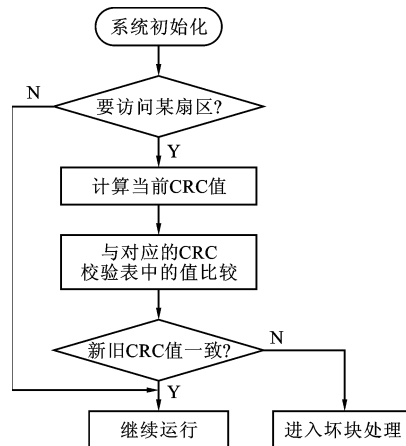 系统初始化
N
要访问某扇区?
Y
计算当前CRC值
与对应的CRC
校验表中的值比较
新旧CRC值一致?
N
Y
继续运行
进入坏块处理